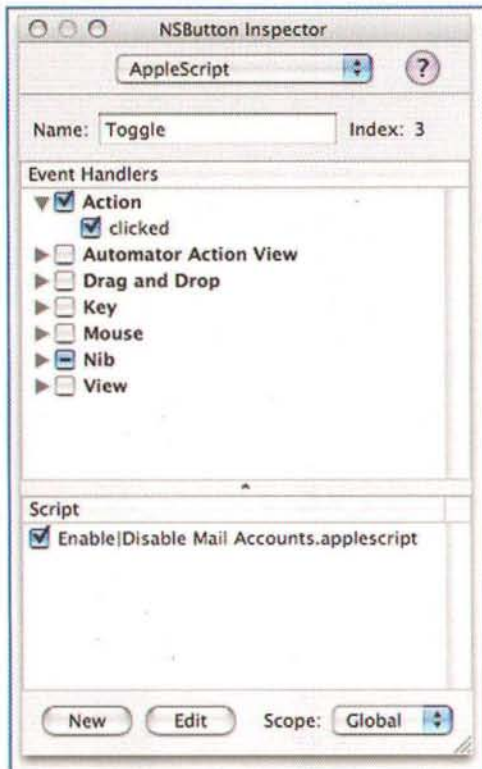 NSButton Inspector
AppleScript
?
Name: Toggle Index: 3
Event Handlers
Action
clicked
Automator Action View
Drag and Drop
Key
Mouse
Nib
View
Script
Enable|Disable Mail Accounts.applescript
New Edit Scope: Global